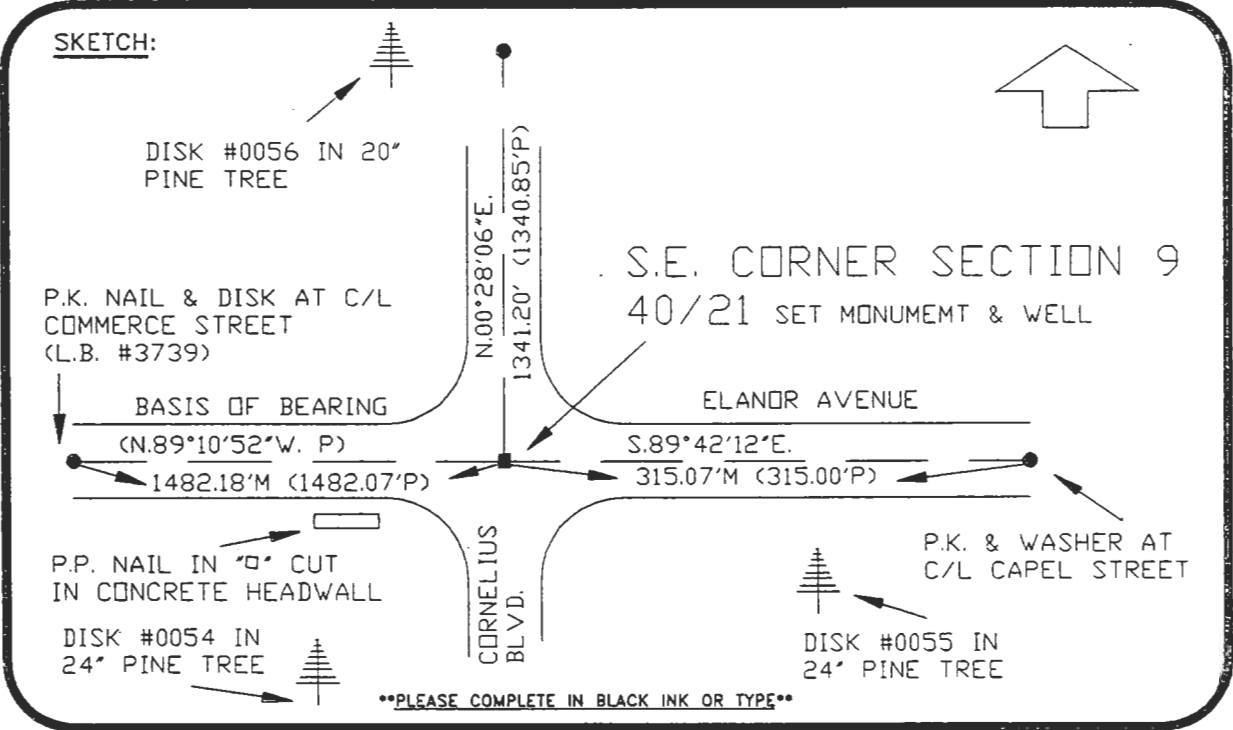 SKETCH:
DISK #0056 IN 20"
PINE TREE
N.00°28'06"E.
1341.20' (1340.85'P)
S.E. CORNER SECTION 9
40/21 SET MONUMEMT & WELL
P.K. NAIL & DISK AT C/L
COMMERCE STREET
(L.B. #3739)
BASIS OF BEARING
ELANOR AVENUE
(N.89°10'52"W. P)
S.89°42'12"E.
1482.18'M (1482.07'P)
315.07'M (315.00'P)
P.P. NAIL IN "□" CUT
IN CONCRETE HEADWALL
CORNELIUS
BLVD.
P.K. & WASHER AT
C/L CAPEL STREET
DISK #0054 IN
24" PINE TREE
DISK #0055 IN
24" PINE TREE
**PLEASE COMPLETE IN BLACK INK OR TYPE**